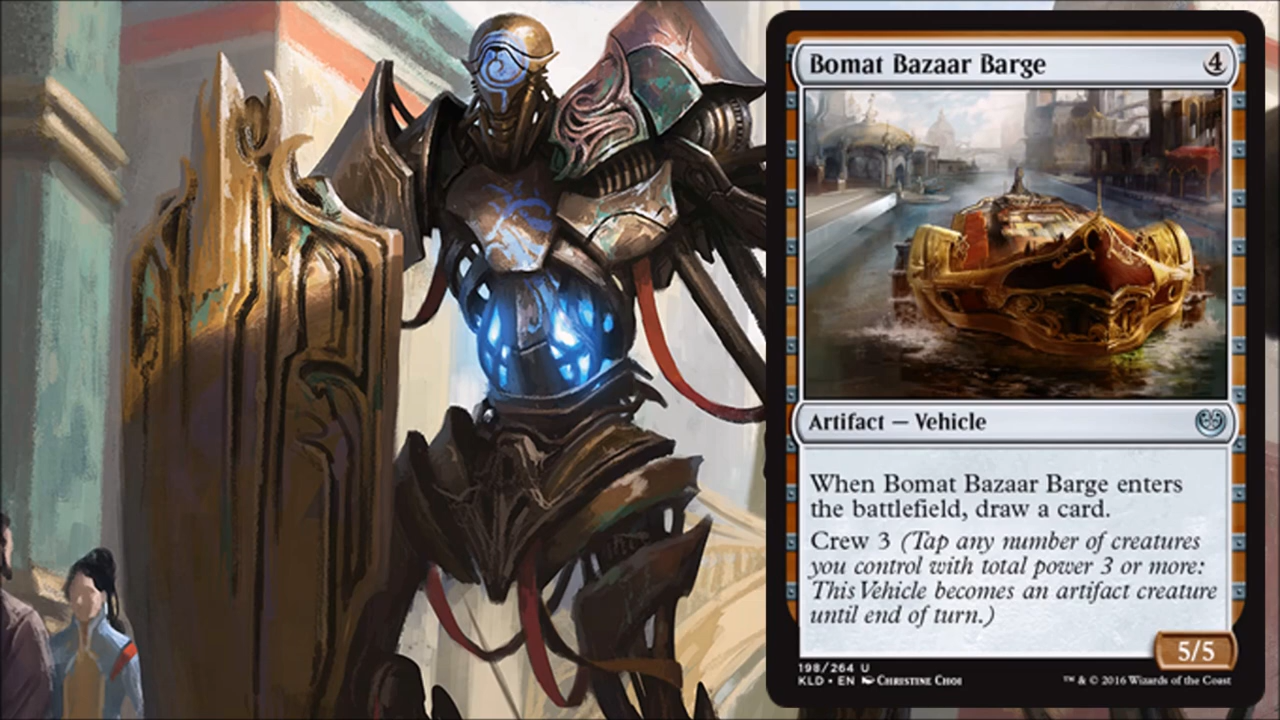 Bomat Bazaar Barge 4
Artifact — Vehicle
When Bomat Bazaar Barge enters
the battlefield, draw a card.
Crew 3 (Tap any number of creatures
you control with total power 3 or more:
This Vehicle becomes an artifact creature
until end of turn.)
5/5
198/264 U
KLD • EN Christine Choi
™ & © 2016 Wizards of the Coast